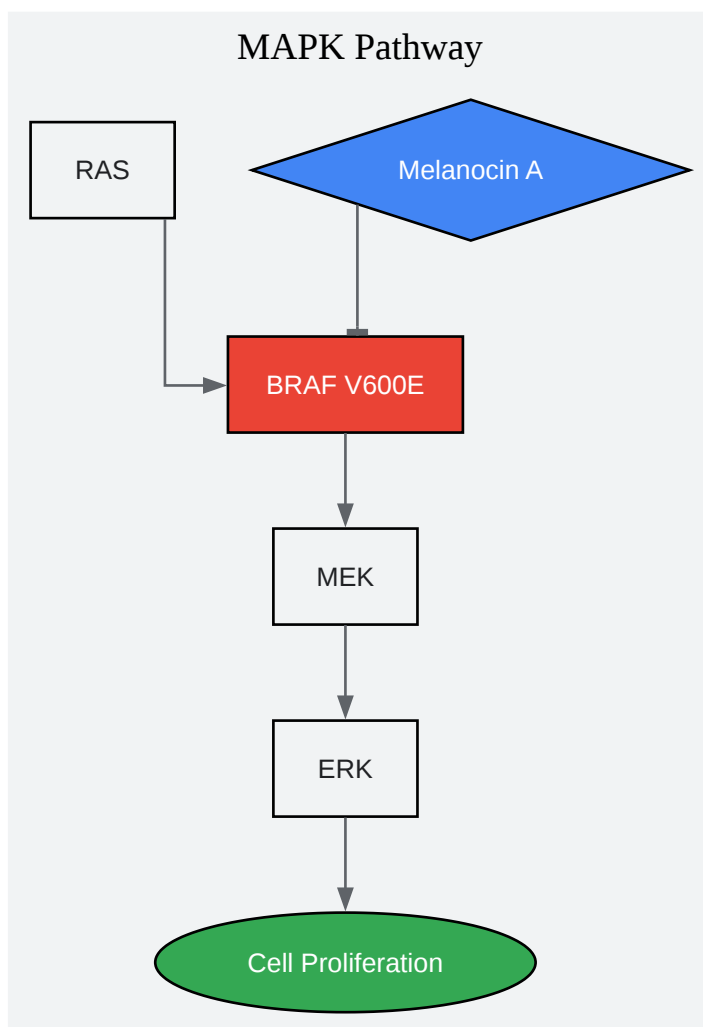 MAPK Pathway
RAS
Melanocin A
BRAF V600E
MEK
ERK
Cell Proliferation